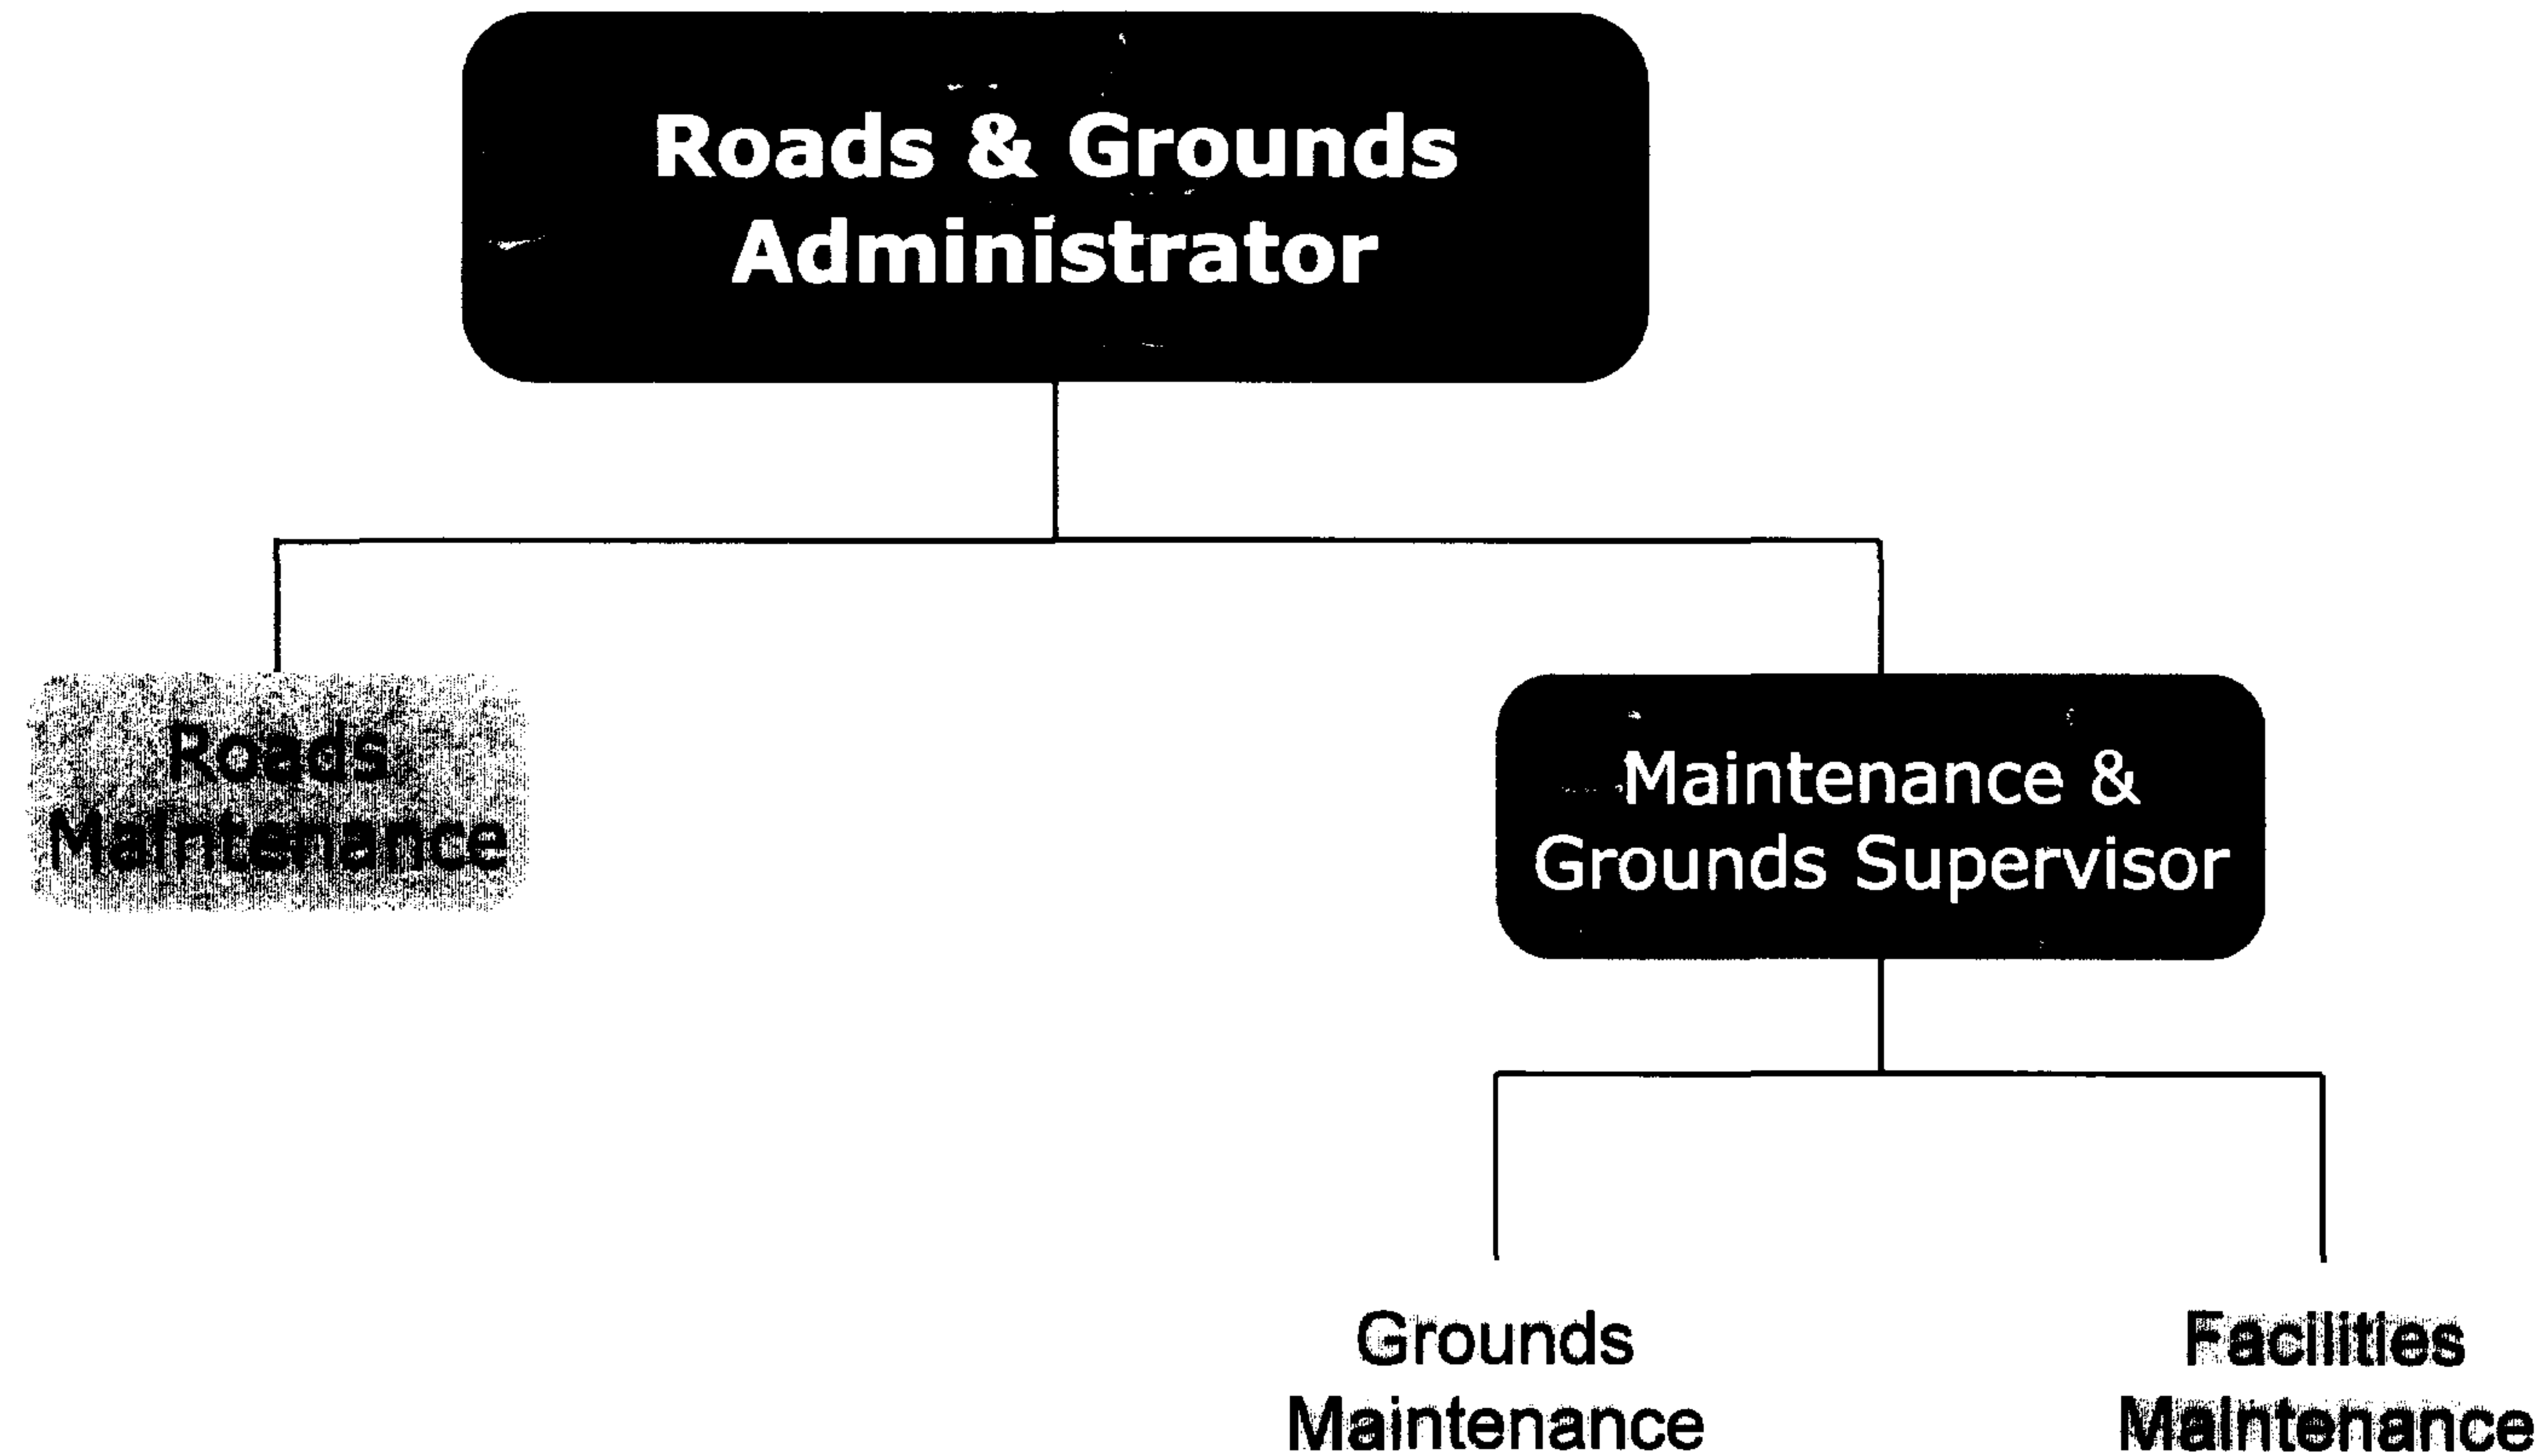 Roads & Grounds
Administrator
Roads
Maintenance
Maintenance &
Grounds Supervisor
Grounds
Maintenance
Facilities
Maintenance